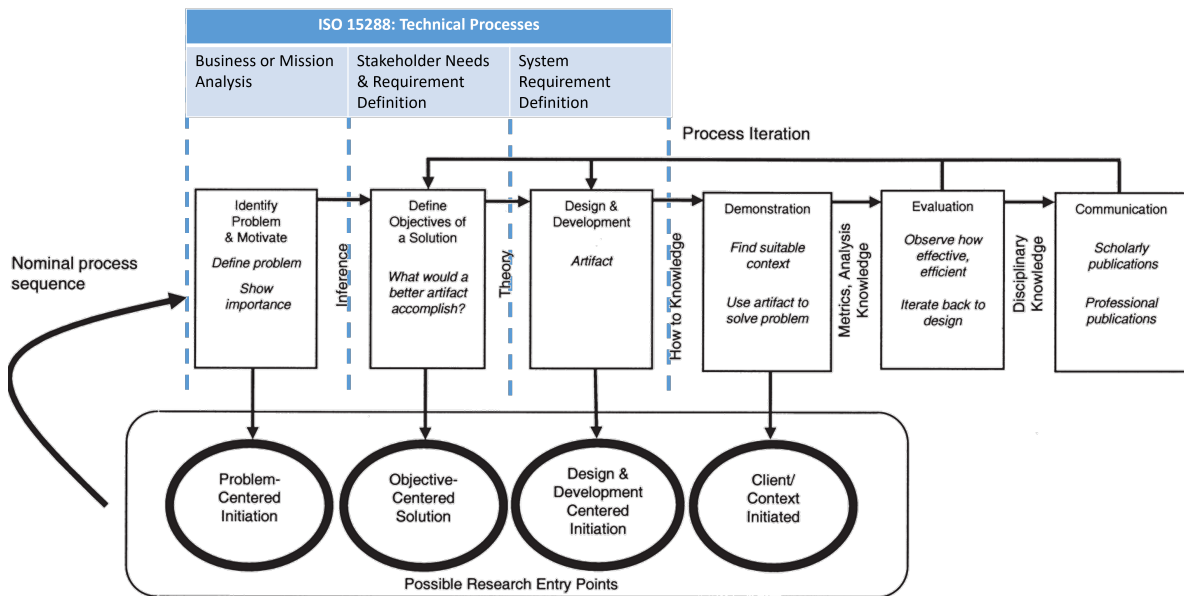 ISO 15288: Technical Processes
Business or Mission
Analysis
Stakeholder Needs
& Requirement
Definition
System
Requirement
Definition
Process Iteration
Nominal process
sequence
Identify
Problem
& Motivate
Define problem
Show
importance
Inference
Define
Objectives of
a Solution
What would a
better artifact
accomplish?
Theory
Design &
Development
Artifact
How to Knowledge
Demonstration
Find suitable
context
Use artifact to
solve problem
Metrics, Analysis
Knowledge
Evaluation
Observe how
effective,
efficient
Iterate back to
design
Disciplinary
Knowledge
Communication
Scholarly
publications
Professional
publications
Problem-
Centered
Initiation
Objective-
Centered
Solution
Design &
Development
Centered
Initiation
Client/
Context
Initiated
Possible Research Entry Points